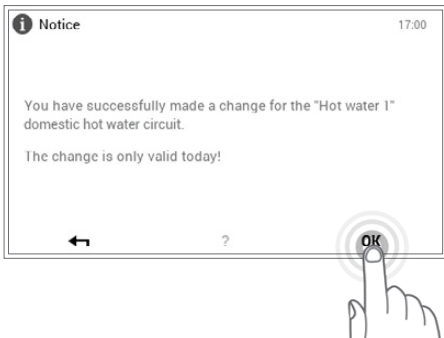 i Notice 17:00
You have successfully made a change for the "Hot water 1"
domestic hot water circuit.
The change is only valid today!
? OK